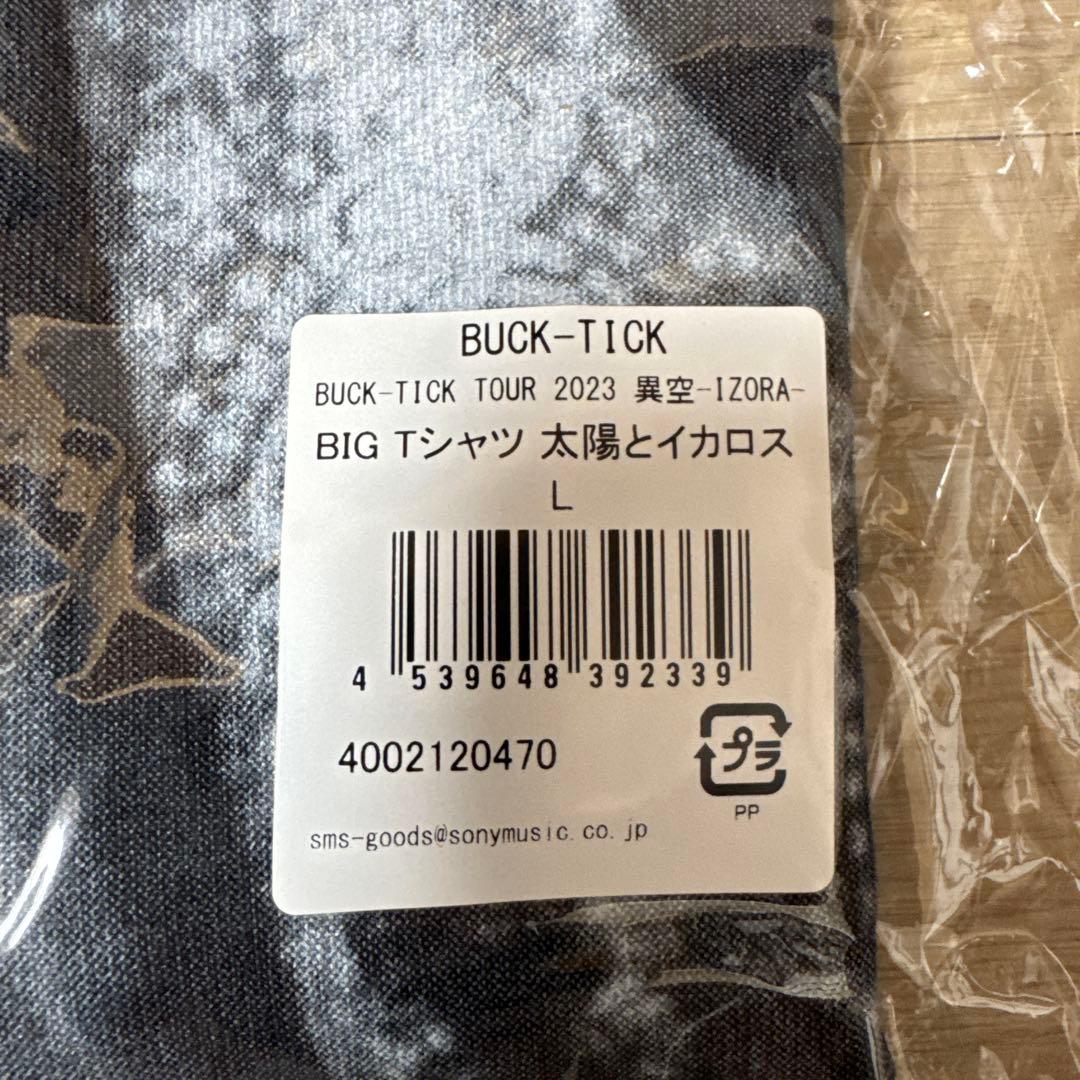 BUCK-TICK
BUCK-TICK TOUR 2023 異空-IZORA-
BIG Tシャツ 太陽とイカロス
L
4 539648 392339
4002120470
プラ
PP
sms-goods@sonymusic.co.jp